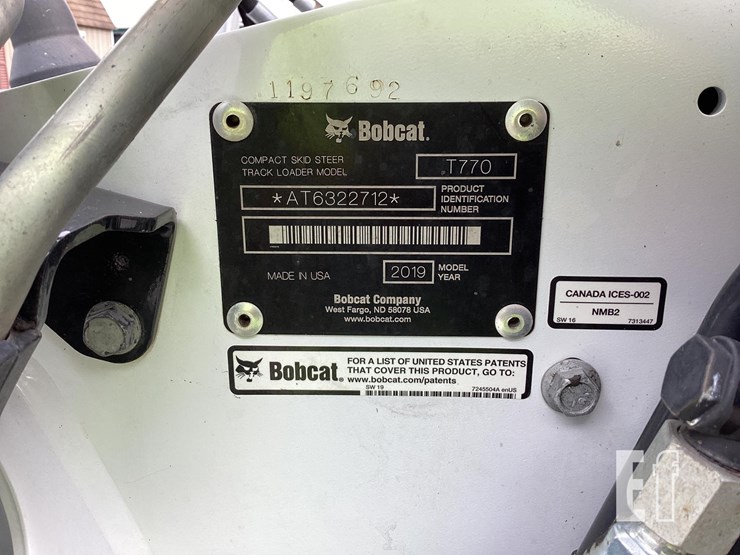 1197692
Bobcat.
COMPACT SKID STEER
TRACK LOADER MODEL
T770
*AT6322712*
PRODUCT
IDENTIFICATION
NUMBER
MADE IN USA
2019
MODEL
YEAR
Bobcat Company
West Fargo, ND 58078 USA
www.bobcat.com
CANADA ICES-002
NMB2
SW 16 7313447
Bobcat.
FOR A LIST OF UNITED STATES PATENTS
THAT COVER THIS PRODUCT, GO TO:
www.bobcat.com/patents
SW 19 7245504A enUS
Ef